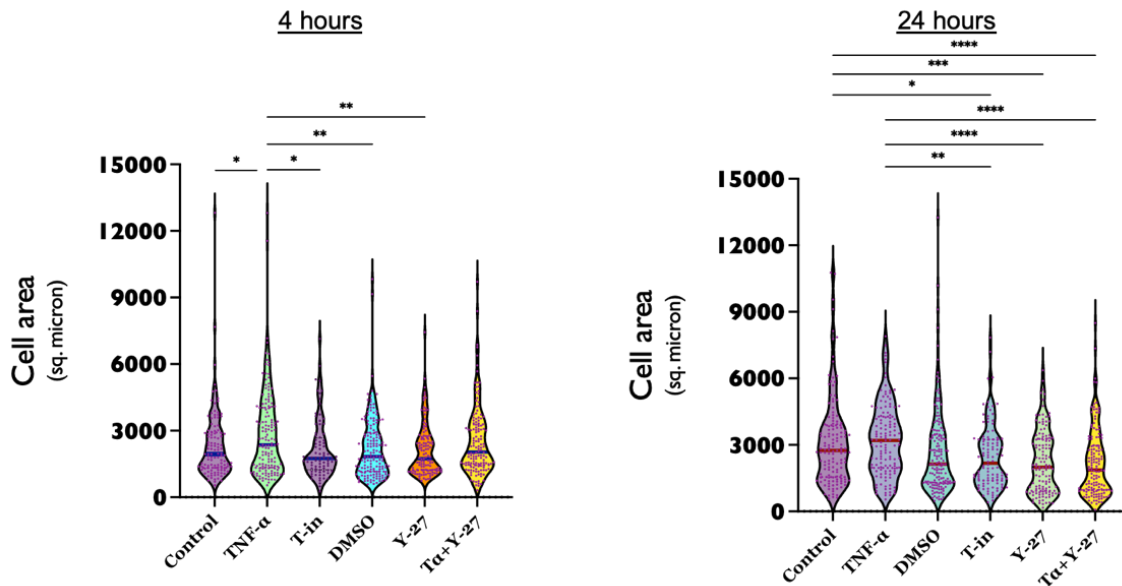 4 hours
24 hours
****
***
*
****
****
**
**
**
*
*
15000
12000
9000
6000
3000
0
Cell area
(sq. micron)
Control
TNF-α
T-in
DMSO
Y-27
Tα+Y-27
15000
12000
9000
6000
3000
0
Cell area
(sq. micron)
Control
TNF-α
DMSO
T-in
Y-27
Tα+Y-27